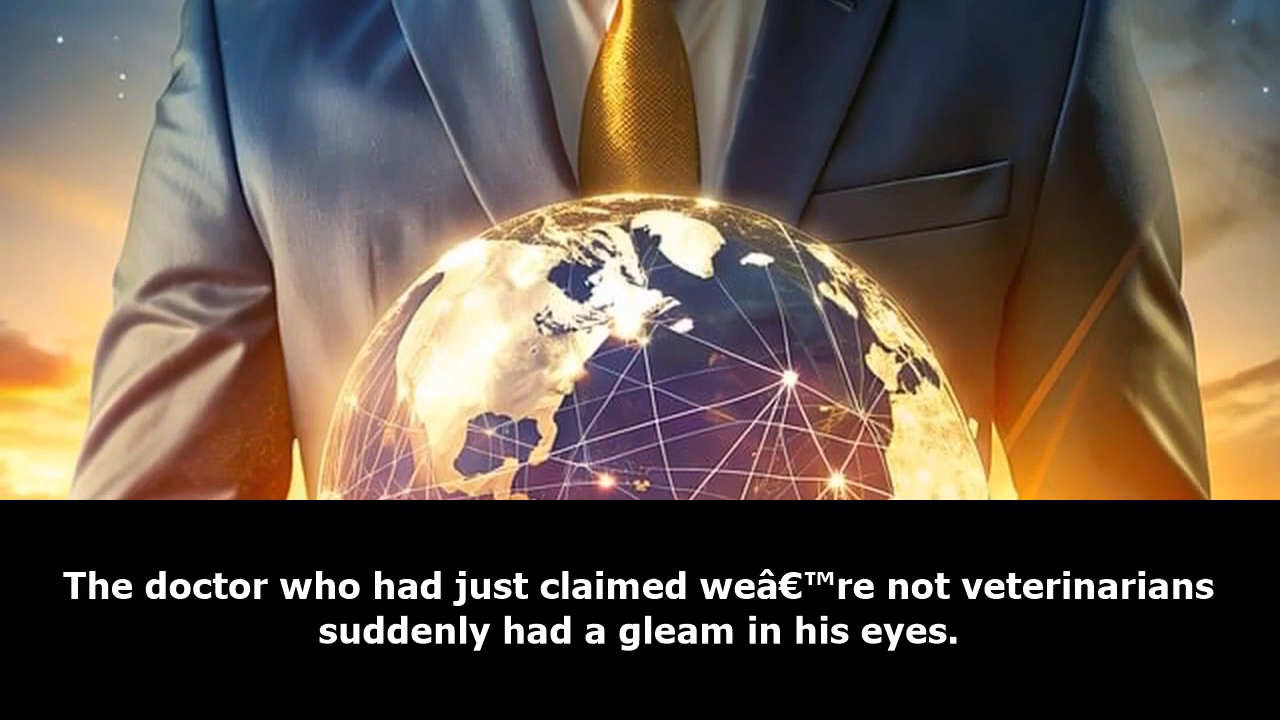 The doctor who had just claimed weâ€™re not veterinarians
suddenly had a gleam in his eyes.